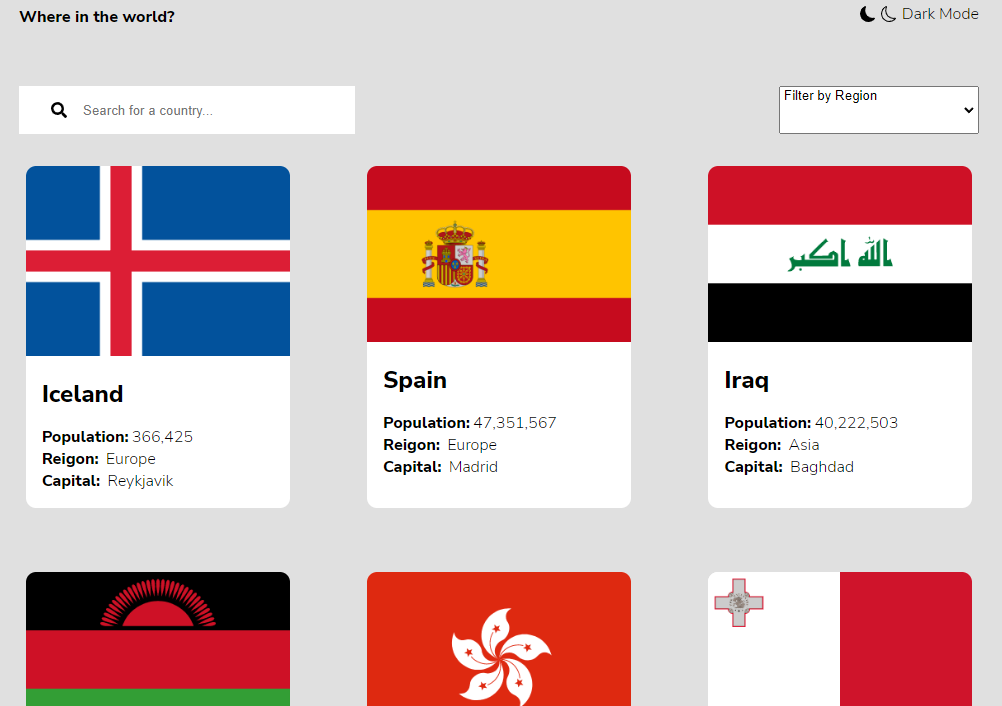 Where in the world?
Dark Mode
Search for a country...
Filter by Region
الله اكبر
Iceland
Population: 366,425
Reigon: Europe
Capital: Reykjavik
Spain
Population: 47,351,567
Reigon: Europe
Capital: Madrid
Iraq
Population: 40,222,503
Reigon: Asia
Capital: Baghdad